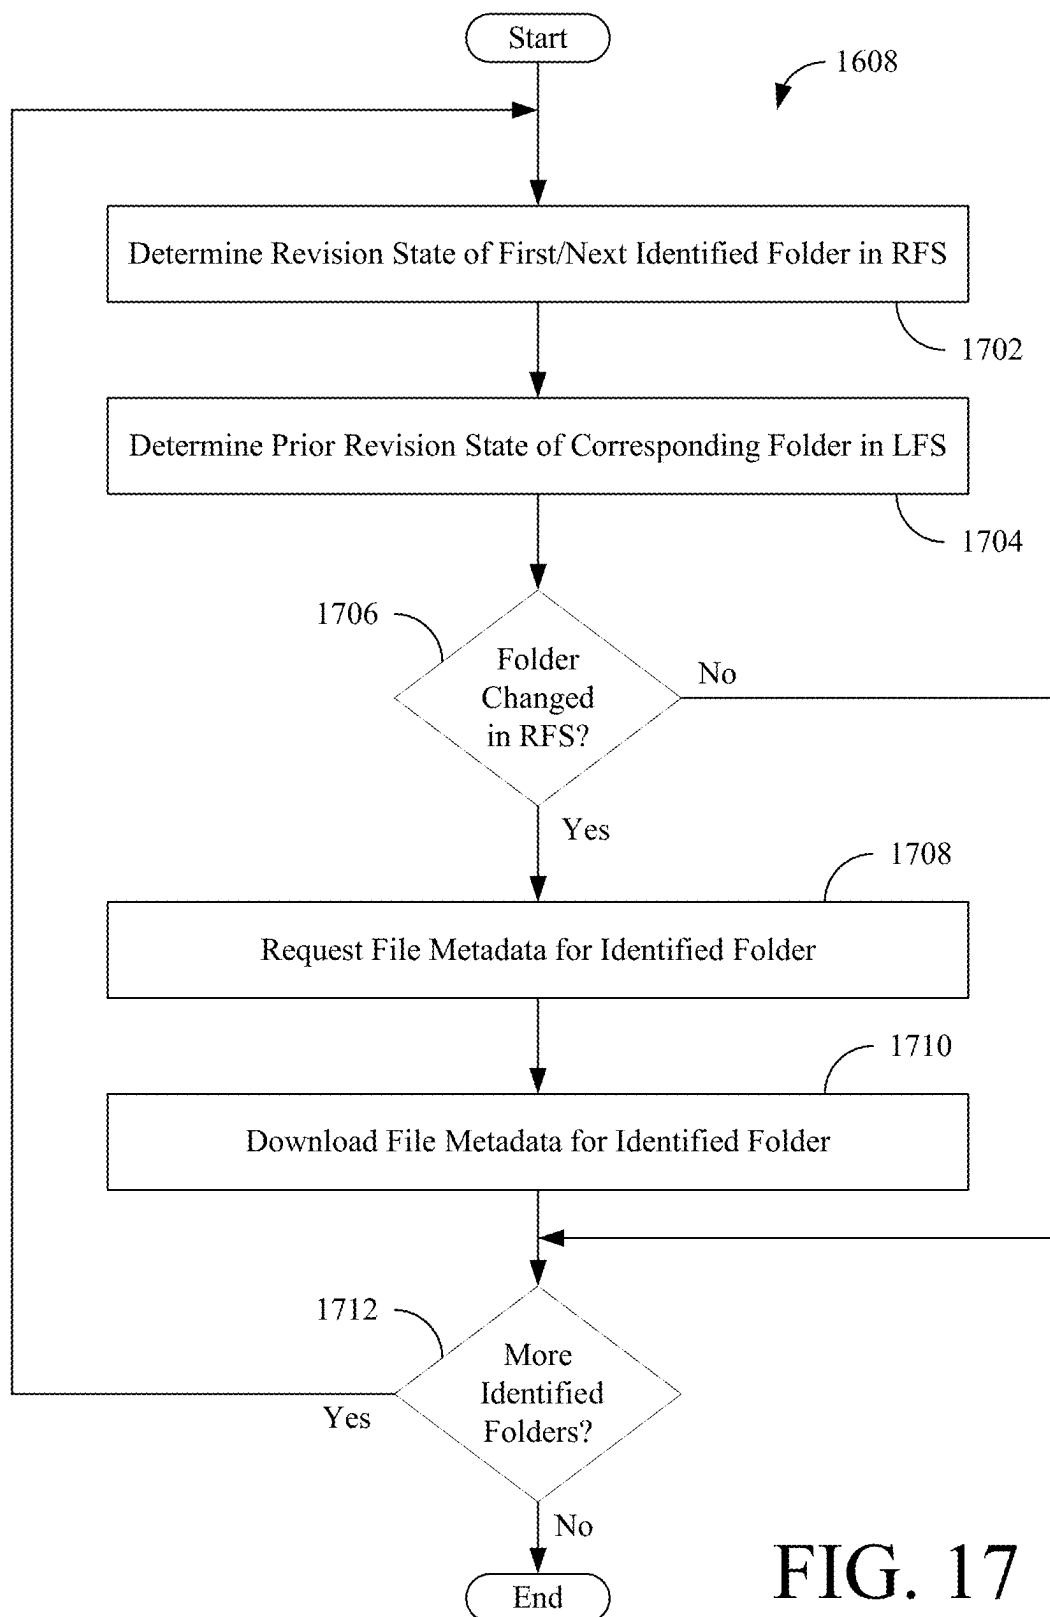 Start
1608
Determine Revision State of First/Next Identified Folder in RFS
1702
Determine Prior Revision State of Corresponding Folder in LFS
1704
1706
Folder
Changed
in RFS?
No
Yes
1708
Request File Metadata for Identified Folder
1710
Download File Metadata for Identified Folder
1712
More
Identified
Folders?
Yes
No
End
FIG. 17